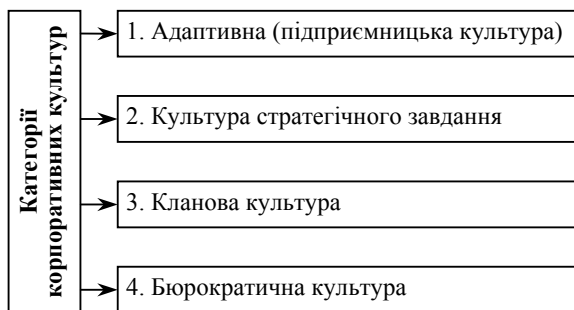 Категорії
корпоративних культур
1. Адаптивна (підприємницька культура)
2. Культура стратегічного завдання
3. Кланова культура
4. Бюрократична культура